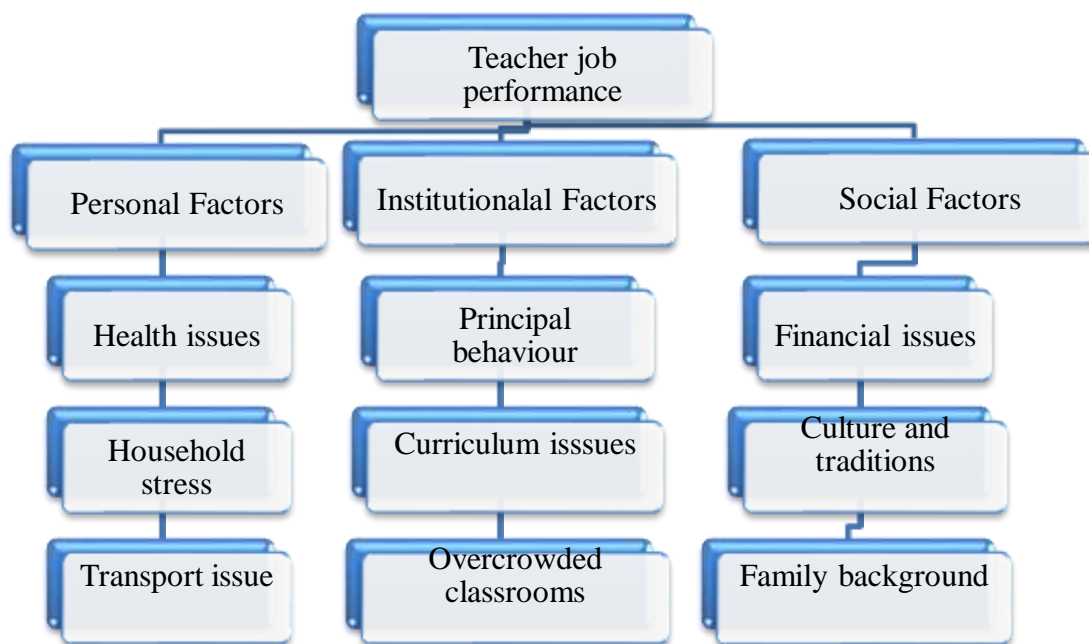 Teacher job
performance
Personal Factors
Institutionalal Factors
Social Factors
Health issues
Principal
behaviour
Financial issues
Household
stress
Curriculum isssues
Culture and
traditions
Transport issue
Overcrowded
classrooms
Family background